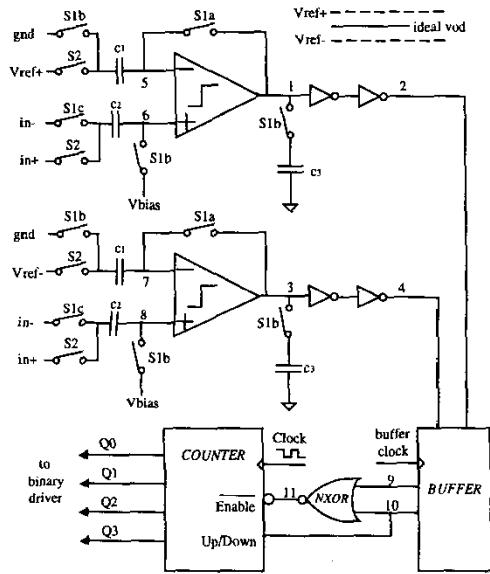 S1b
gnd
S2
C1
Vref+
5
S1a
Vref+
ideal vod
Vref-
S1c
in-
C2
6
S2
in+
S1b
Vbias
1
2
S1b
C3
S1b
gnd
S2
C1
Vref-
7
S1a
S1c
in-
C2
8
S2
in+
S1b
Vbias
3
4
S1b
C3
to
binary
driver
Q0
Q1
Q2
Q3
COUNTER
Enable
Up/Down
Clock
11
NXOR
buffer
clock
9
10
BUFFER